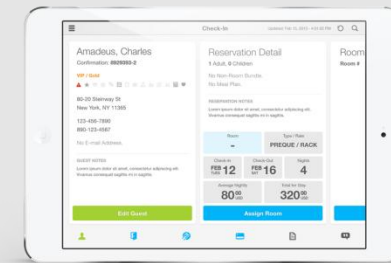 Check-In
Amadeus, Charles
Confirmation: 8929393-2
VIP / Gold
80-20 Steinway St
New York, NY 11365
123-456-7890
890-123-4587
No E-mail Address
GUEST NOTES
Lorem ipsum dolor sit amet, consectetur adipiscing elit.
Vivamus consequat sagittis mi in sagittis.
Edit Guest
Reservation Detail
1 Adult, 0 Children
No Item Room Bundle.
No Meal Plan.
RESERVATION NOTES
Lorem ipsum dolor sit amet, consectetur adipiscing elit.
Vivamus consequat sagittis mi in sagittis.
Room
-
Type / Rate
PREQUE / RACK
Check-In
FEB 12
Check-Out
FEB 16
Nights
4
Average Nightly
80 00
Total for Stay
320 00
Assign Room
Room
Room #